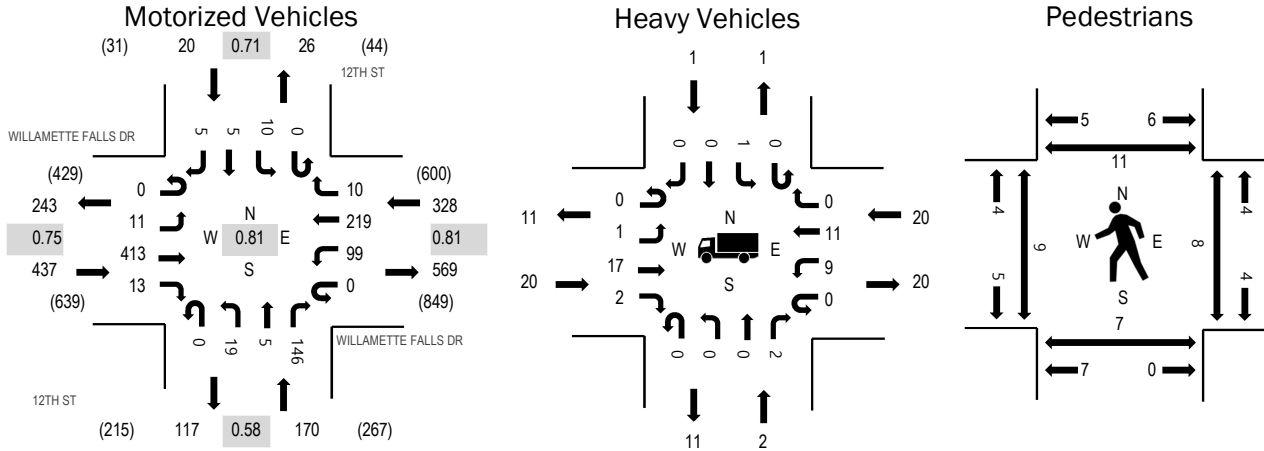 Motorized Vehicles
(31) 20 0.71 26 (44)
12TH ST
WILLAMETTE FALLS DR
5 5 10 0
(429) 0 10 (600)
243 11 N 219 328
0.75 W 0.81 E 0.81
437 413 S 99 569
(639) 13 0 (849)
0 19 5 146
WILLAMETTE FALLS DR
12TH ST
(215) 117 0.58 170 (267)
Heavy Vehicles
1 1
0 0 1 0
0 0
11 1 N 11 20
W E
20 17 S 9 20
2 0
0 0 0 2
11 2
Pedestrians
5 6
11
4 N 4
W 9 E 8
5 S 4
7
7 0